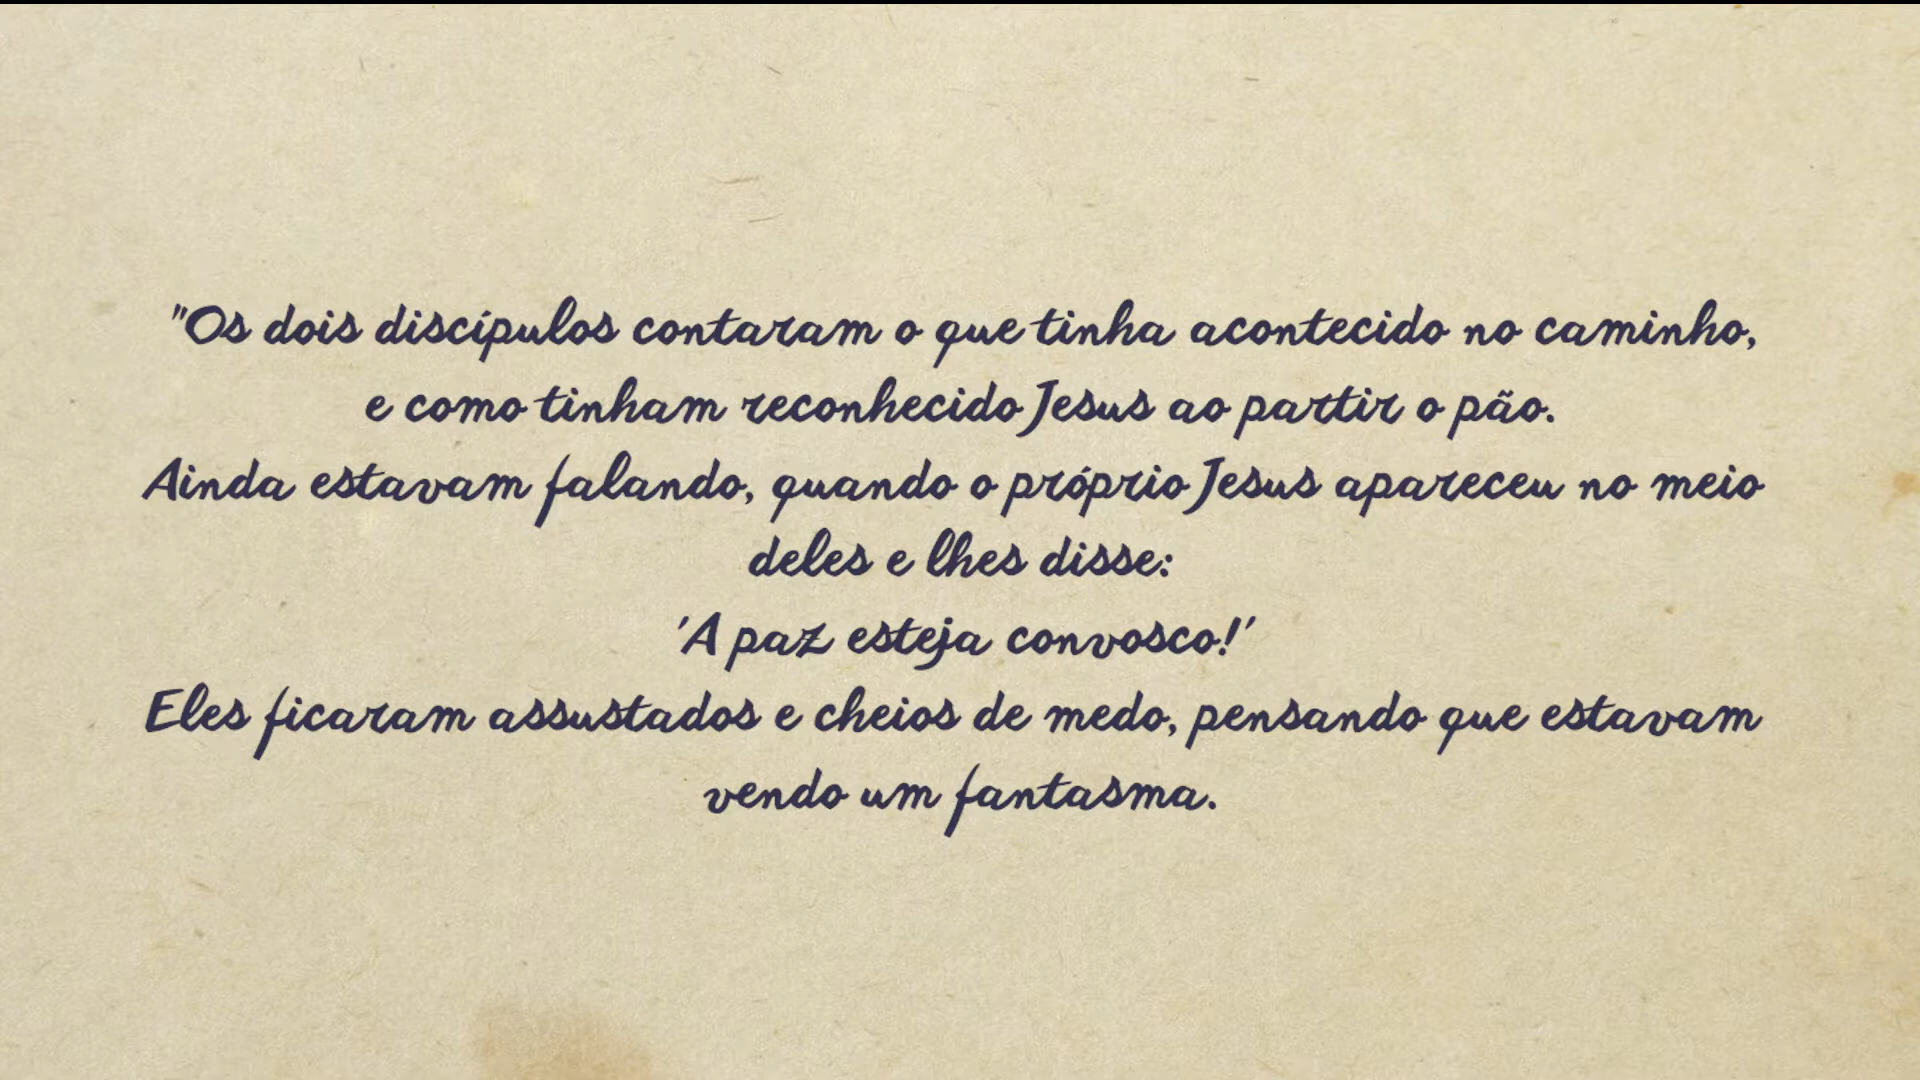 "Os dois discípulos contaram o que tinha acontecido no caminho,
e como tinham reconhecido Jesus ao partir o pão.
Ainda estavam falando, quando o próprio Jesus apareceu no meio
deles e lhes disse:
'A paz esteja convosco!'
Eles ficaram assustados e cheios de medo, pensando que estavam
vendo um fantasma.